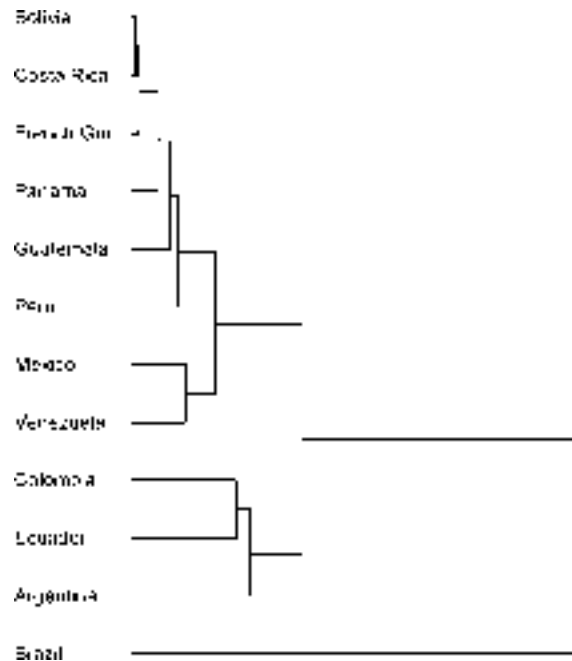 Bolivia
Costa Rica
French Gui
Panama
Guatemala
Peru
Mexico
Venezuela
Colombia
Ecuador
Argentina
Brazil